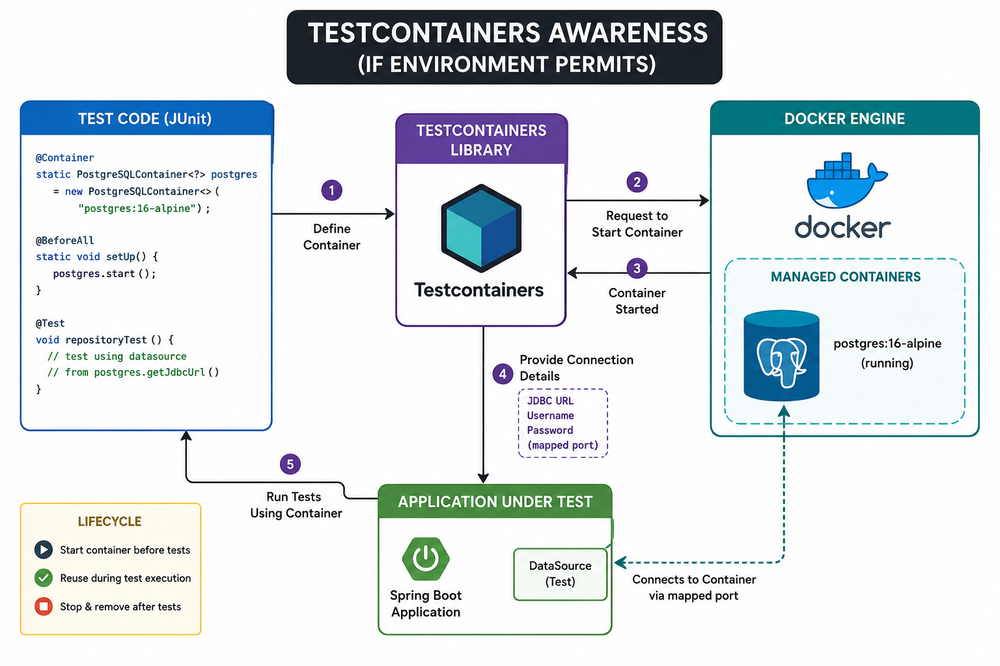 TESTCONTAINERS AWARENESS
(IF ENVIRONMENT PERMITS)
TEST CODE (JUnit)
@Container
static PostgreSQLContainer<?> postgres
= new PostgreSQLContainer<>(
"postgres:16-alpine");
@BeforeAll
static void setUp() {
postgres.start();
}
@Test
void repositoryTest() {
// test using datasource
// from postgres.getJdbcUrl()
}
1
Define
Container
TESTCONTAINERS
LIBRARY
Testcontainers
2
Request to
Start Container
3
Container
Started
DOCKER ENGINE
docker
MANAGED CONTAINERS
postgres:16-alpine
(running)
4
Provide Connection
Details
JDBC URL
Username
Password
(mapped port)
5
Run Tests
Using Container
APPLICATION UNDER TEST
Spring Boot
Application
DataSource
(Test)
Connects to Container
via mapped port
LIFECYCLE
Start container before tests
Reuse during test execution
Stop & remove after tests